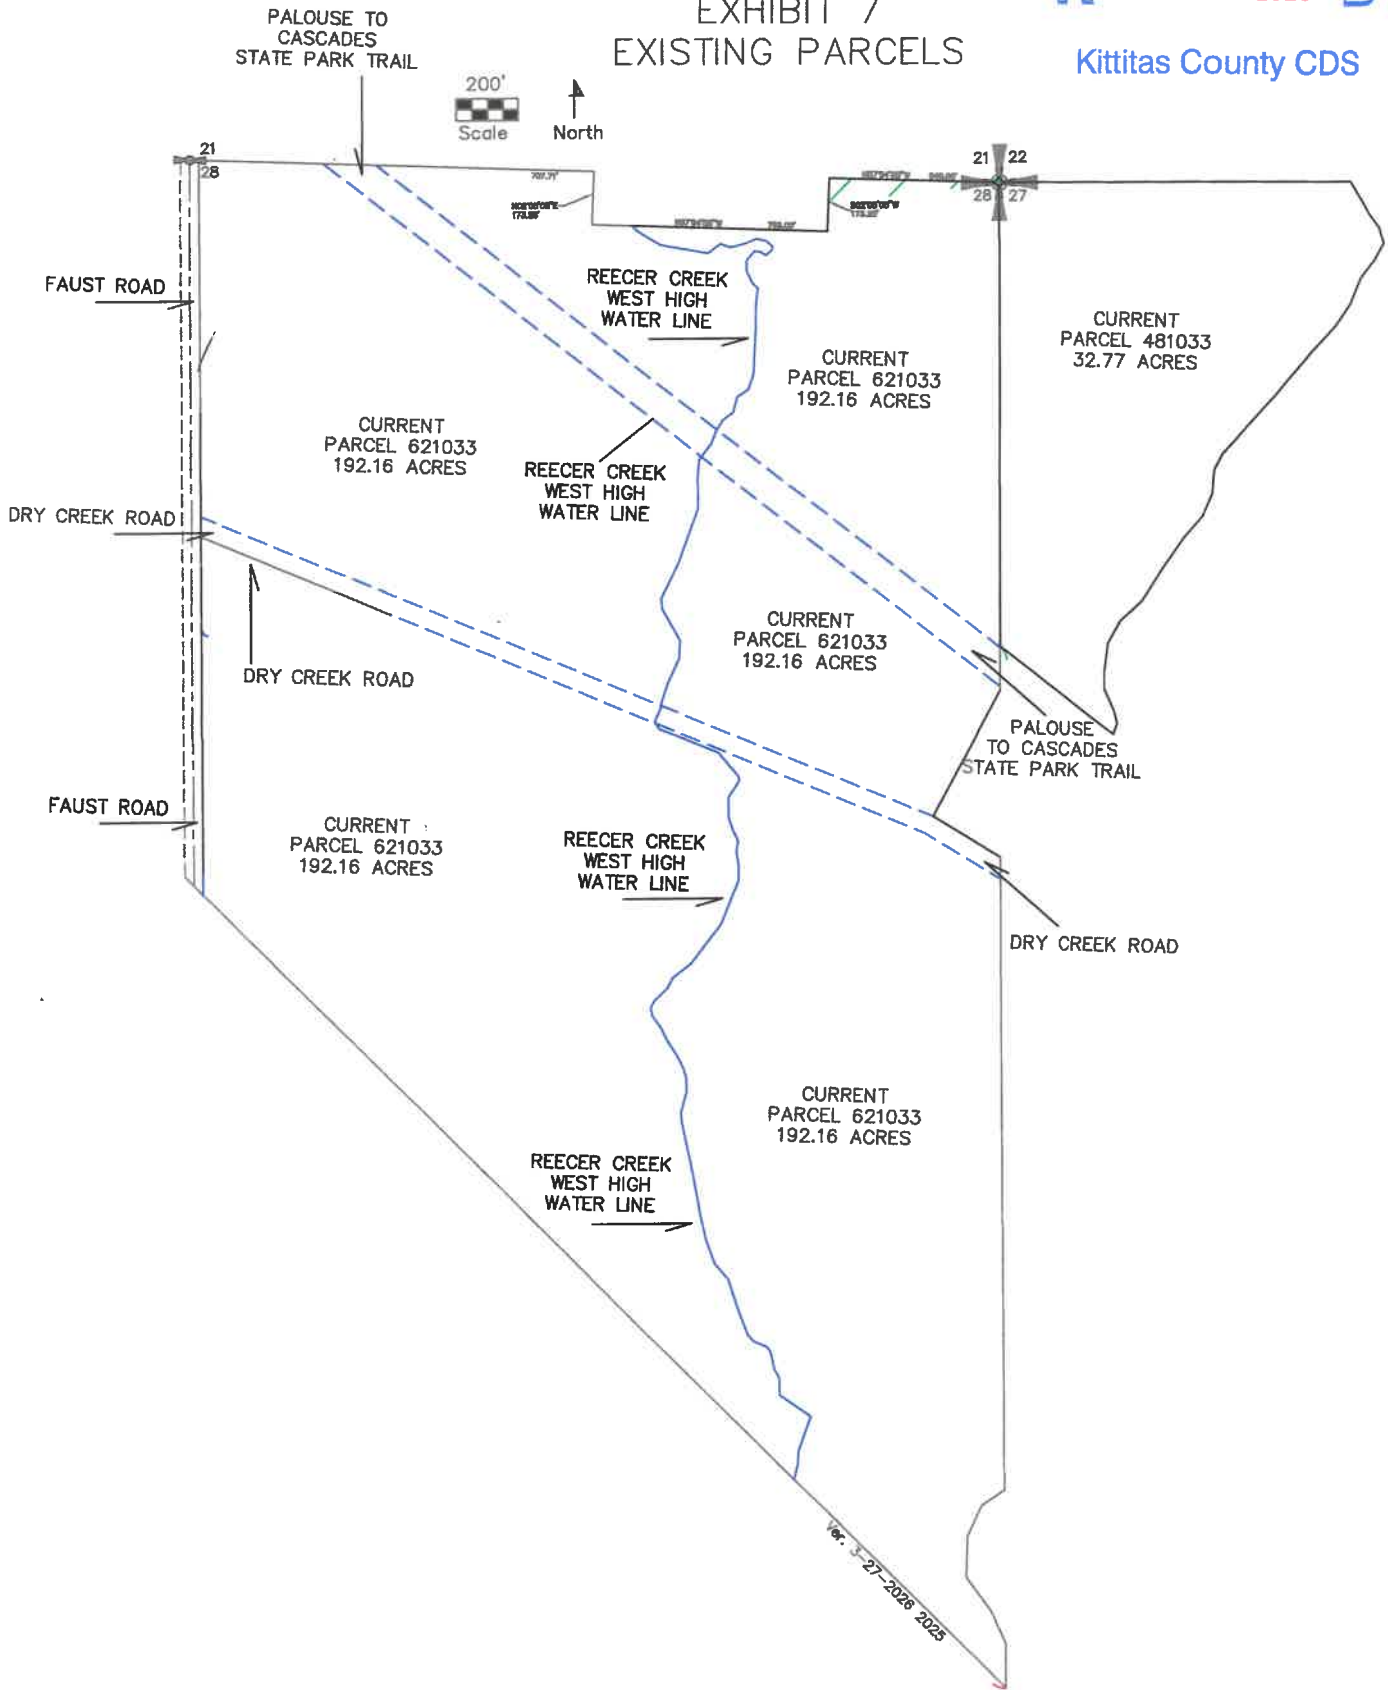 EXHIBIT 7
EXISTING PARCELS
Kittitas County CDS
PALOUSE TO
CASCADES
STATE PARK TRAIL
200'
Scale
North
21
28
21
22
28
27
707.71'
FAUST ROAD
REECER CREEK
WEST HIGH
WATER LINE
CURRENT
PARCEL 481033
32.77 ACRES
CURRENT
PARCEL 621033
192.16 ACRES
CURRENT
PARCEL 621033
192.16 ACRES
REECER CREEK
WEST HIGH
WATER LINE
DRY CREEK ROAD
CURRENT
PARCEL 621033
192.16 ACRES
DRY CREEK ROAD
PALOUSE
TO CASCADES
STATE PARK TRAIL
FAUST ROAD
CURRENT
PARCEL 621033
192.16 ACRES
REECER CREEK
WEST HIGH
WATER LINE
DRY CREEK ROAD
CURRENT
PARCEL 621033
192.16 ACRES
REECER CREEK
WEST HIGH
WATER LINE
Ver. 3-27-2026 2025